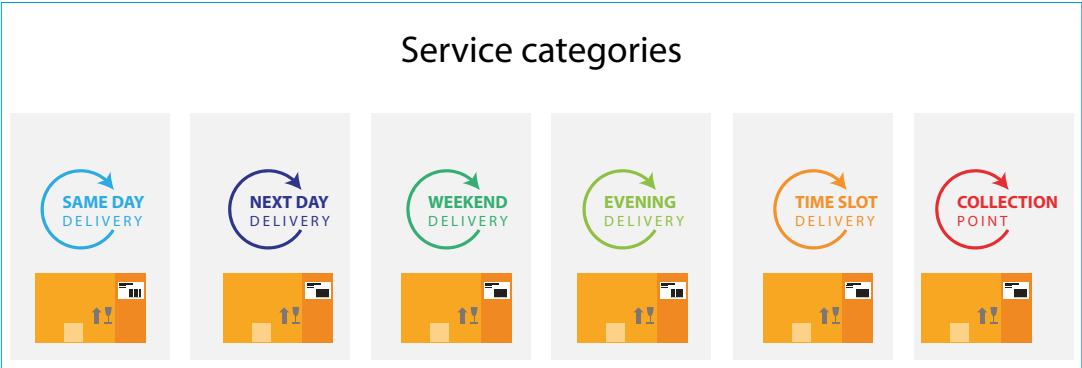 Service categories
SAME DAY
DELIVERY
NEXT DAY
DELIVERY
WEEKEND
DELIVERY
EVENING
DELIVERY
TIME SLOT
DELIVERY
COLLECTION
POINT